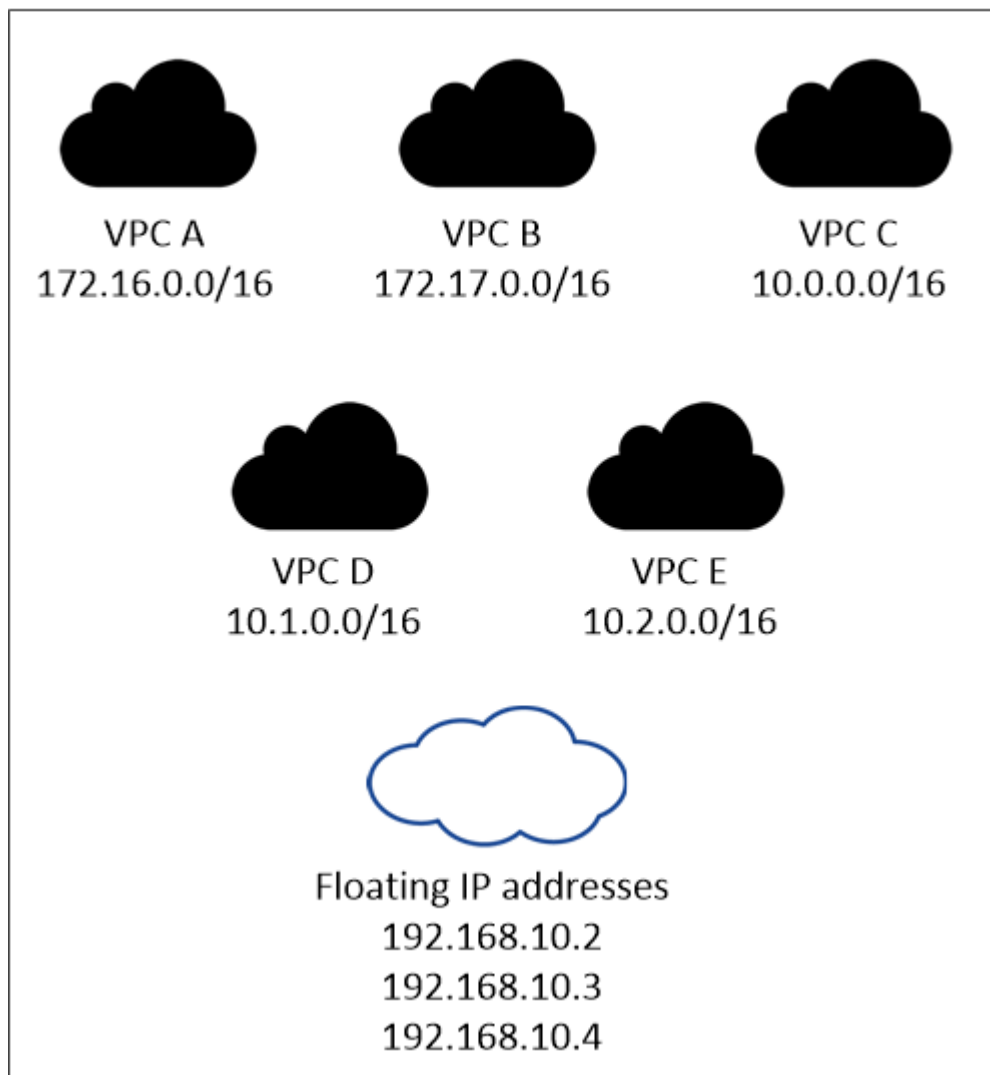 VPC A
172.16.0.0/16
VPC B
172.17.0.0/16
VPC C
10.0.0.0/16
VPC D
10.1.0.0/16
VPC E
10.2.0.0/16
Floating IP addresses
192.168.10.2
192.168.10.3
192.168.10.4